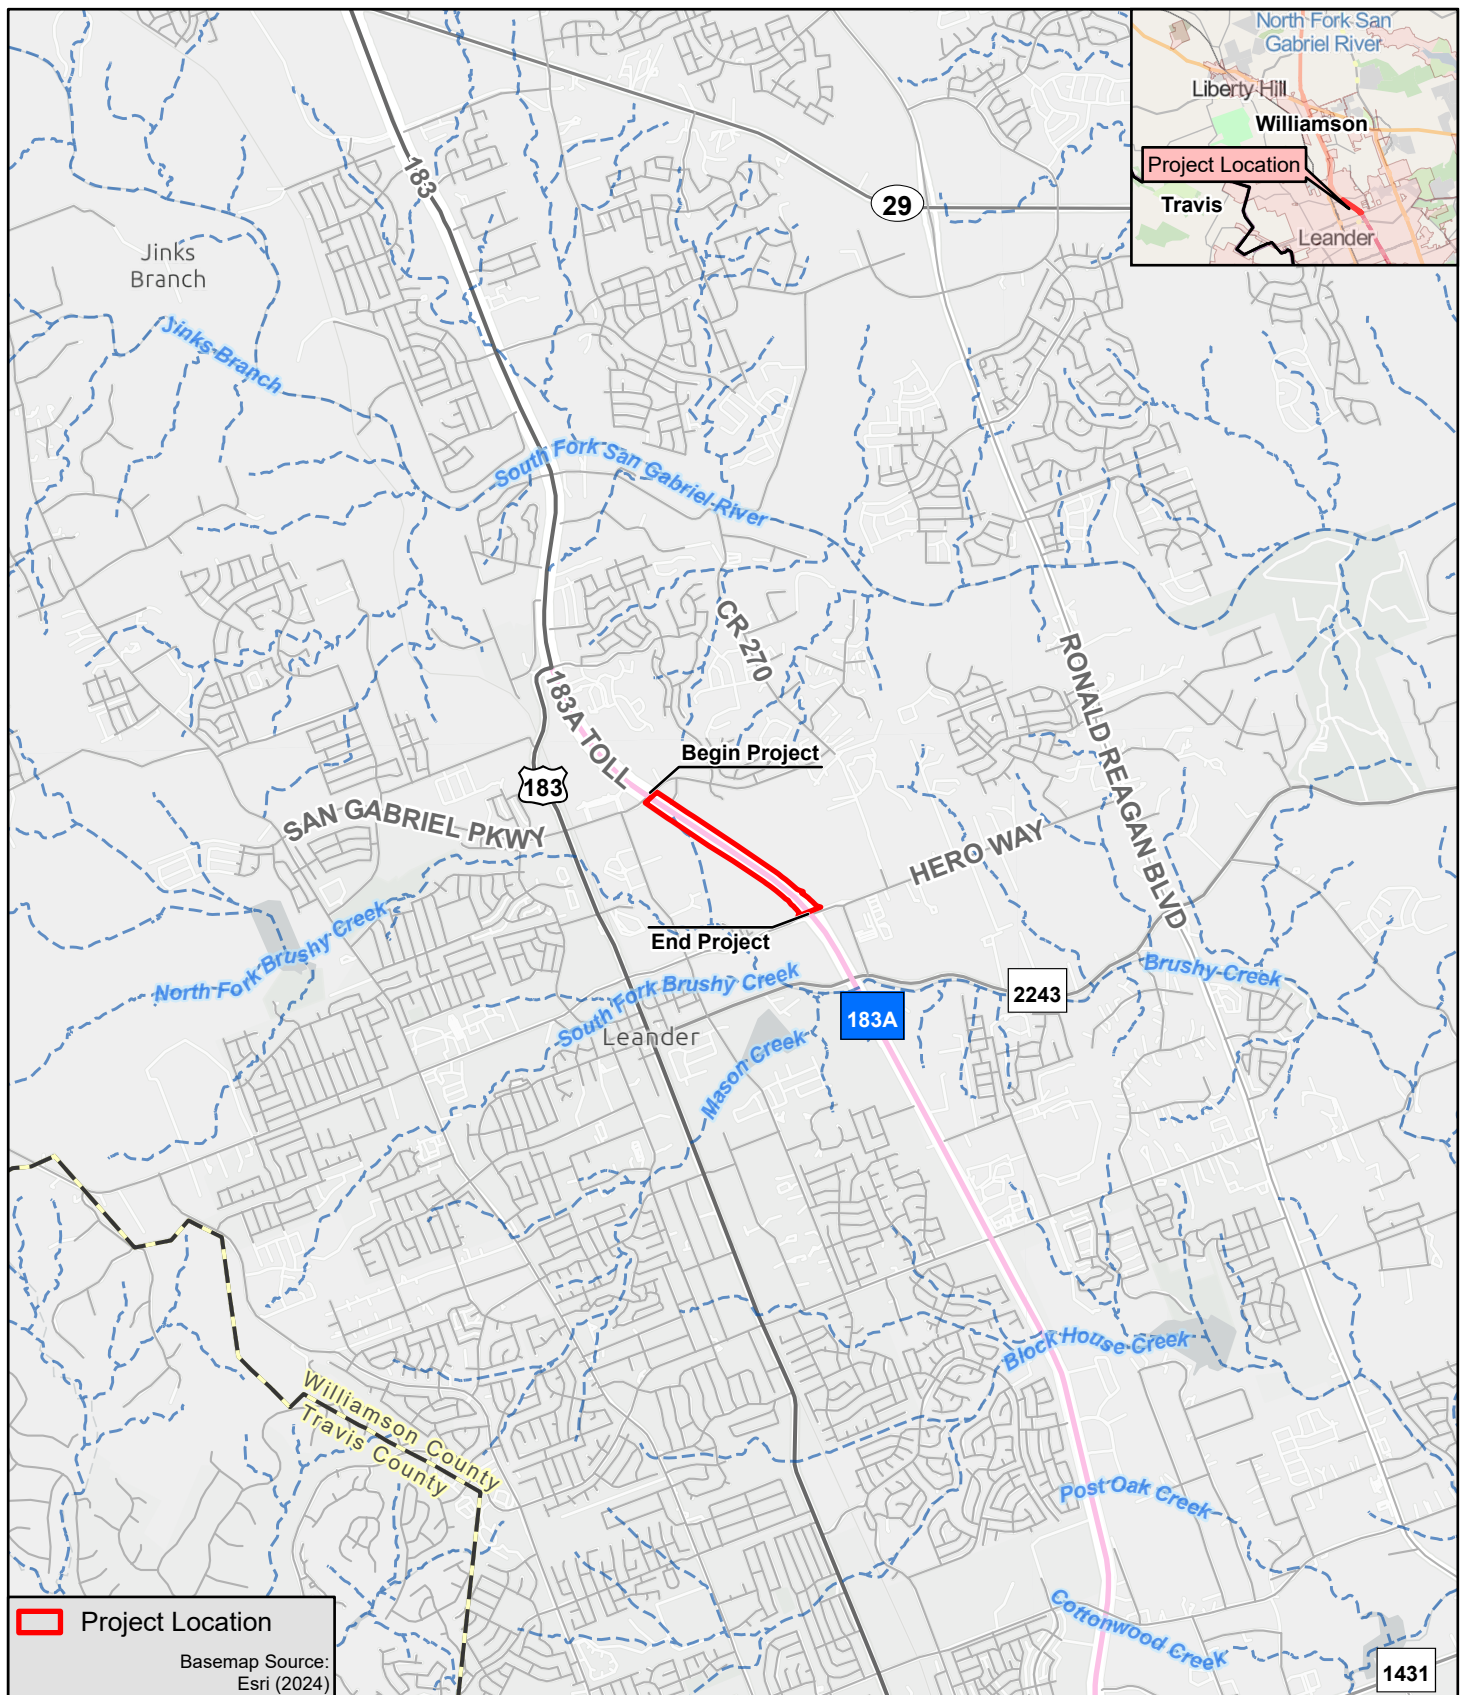 North Fork San
Gabriel River
Liberty Hill
Williamson
Project Location
Travis
Leander
183
29
Jinks
Branch
Jinks Branch
South Fork San Gabriel River
CR 270
RONALD REAGAN BLVD
183A TOLL
Begin Project
183
SAN GABRIEL PKWY
HERO WAY
End Project
North Fork Brushy Creek
South Fork Brushy Creek
Brushy Creek
2243
183A
Leander
Mason Creek
Block House Creek
Williamson County
Travis County
Post Oak Creek
Cottonwood Creek
1431
Project Location
Basemap Source:
Esri (2024)